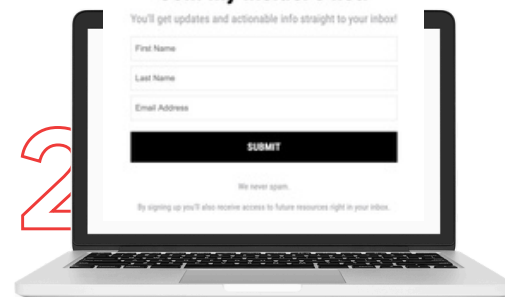 You'll get updates and actionable info straight to your inbox!
First Name
Last Name
Email Address
SUBMIT
We never spam.
By signing up you'll also receive access to future resources right in your inbox.
2